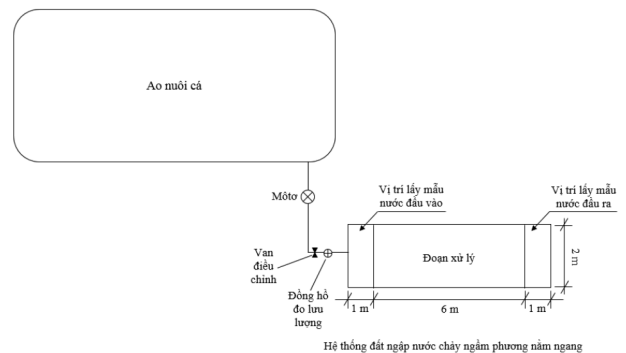 Ao nuôi cá
Môtơ
Vị trí lấy mẫu
nước đầu vào
Vị trí lấy mẫu
nước đầu ra
Van
điều
chỉnh
Đoạn xử lý
2 m
Đồng hồ
đo lưu
lượng
1 m
6 m
1 m
Hệ thống đất ngập nước chảy ngầm phương nằm ngang